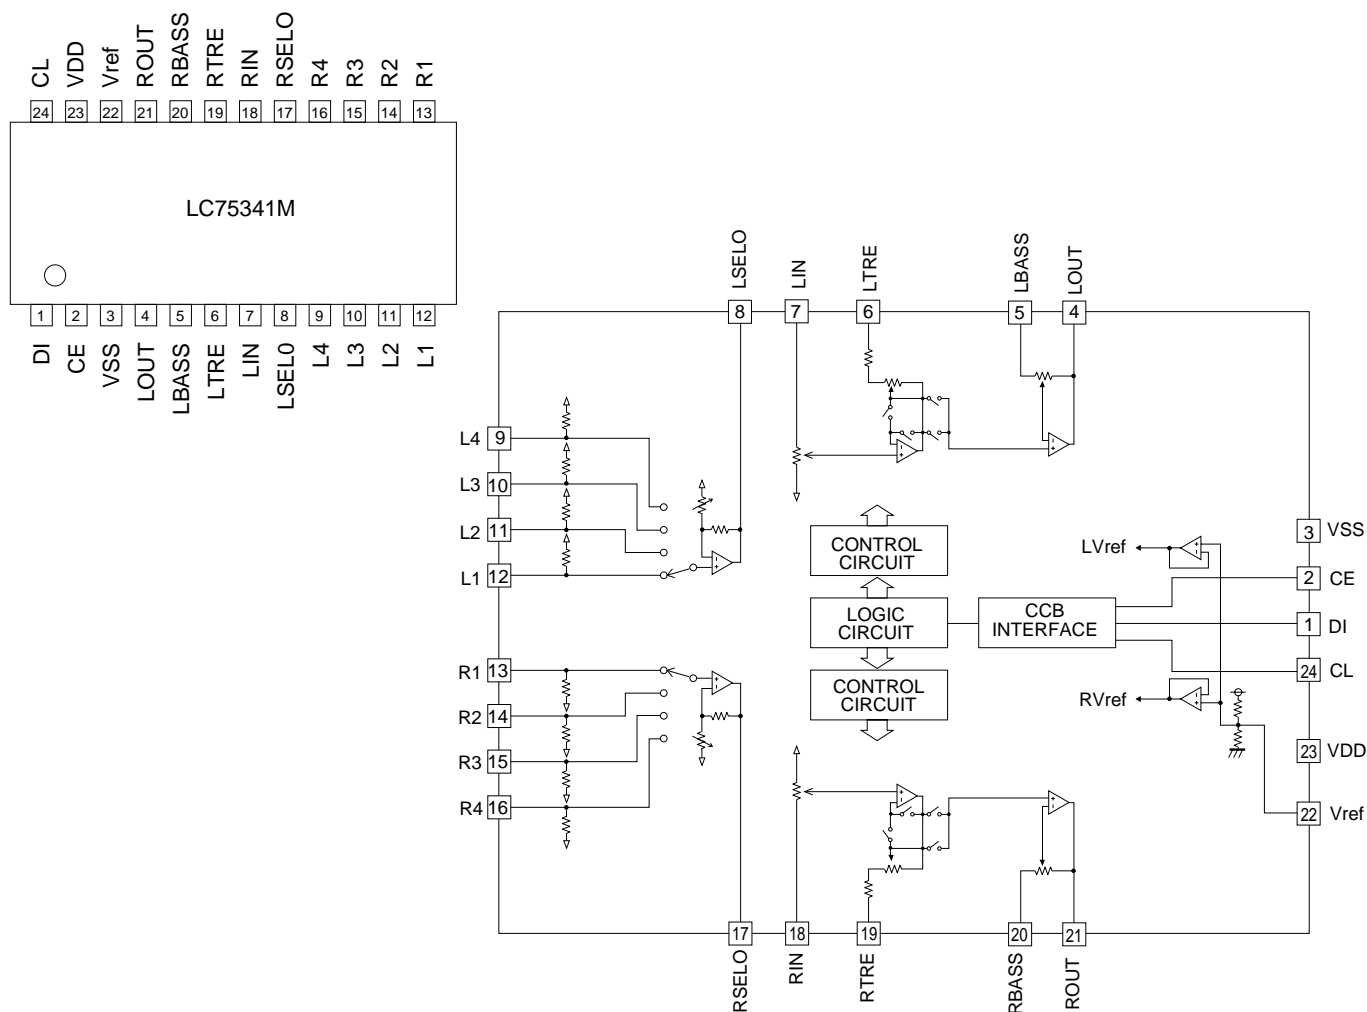 CL VDD Vref ROUT RBASS RTRE RIN RSELO R4 R3 R2 R1
24 23 22 21 20 19 18 17 16 15 14 13
LC75341M
1 2 3 4 5 6 7 8 9 10 11 12
DI CE VSS LOUT LBASS LTRE LIN LSEL0 L4 L3 L2 L1
LSELO LIN LTRE LBASS LOUT
8 7 6 5 4
L4 9
L3 10
L2 11
L1 12
R1 13
R2 14
R3 15
R4 16
CONTROL
CIRCUIT
LOGIC
CIRCUIT
CONTROL
CIRCUIT
CCB
INTERFACE
LVref
RVref
3 VSS
2 CE
1 DI
24 CL
23 VDD
22 Vref
17 18 19 20 21
RSELO RIN RTRE RBASS ROUT